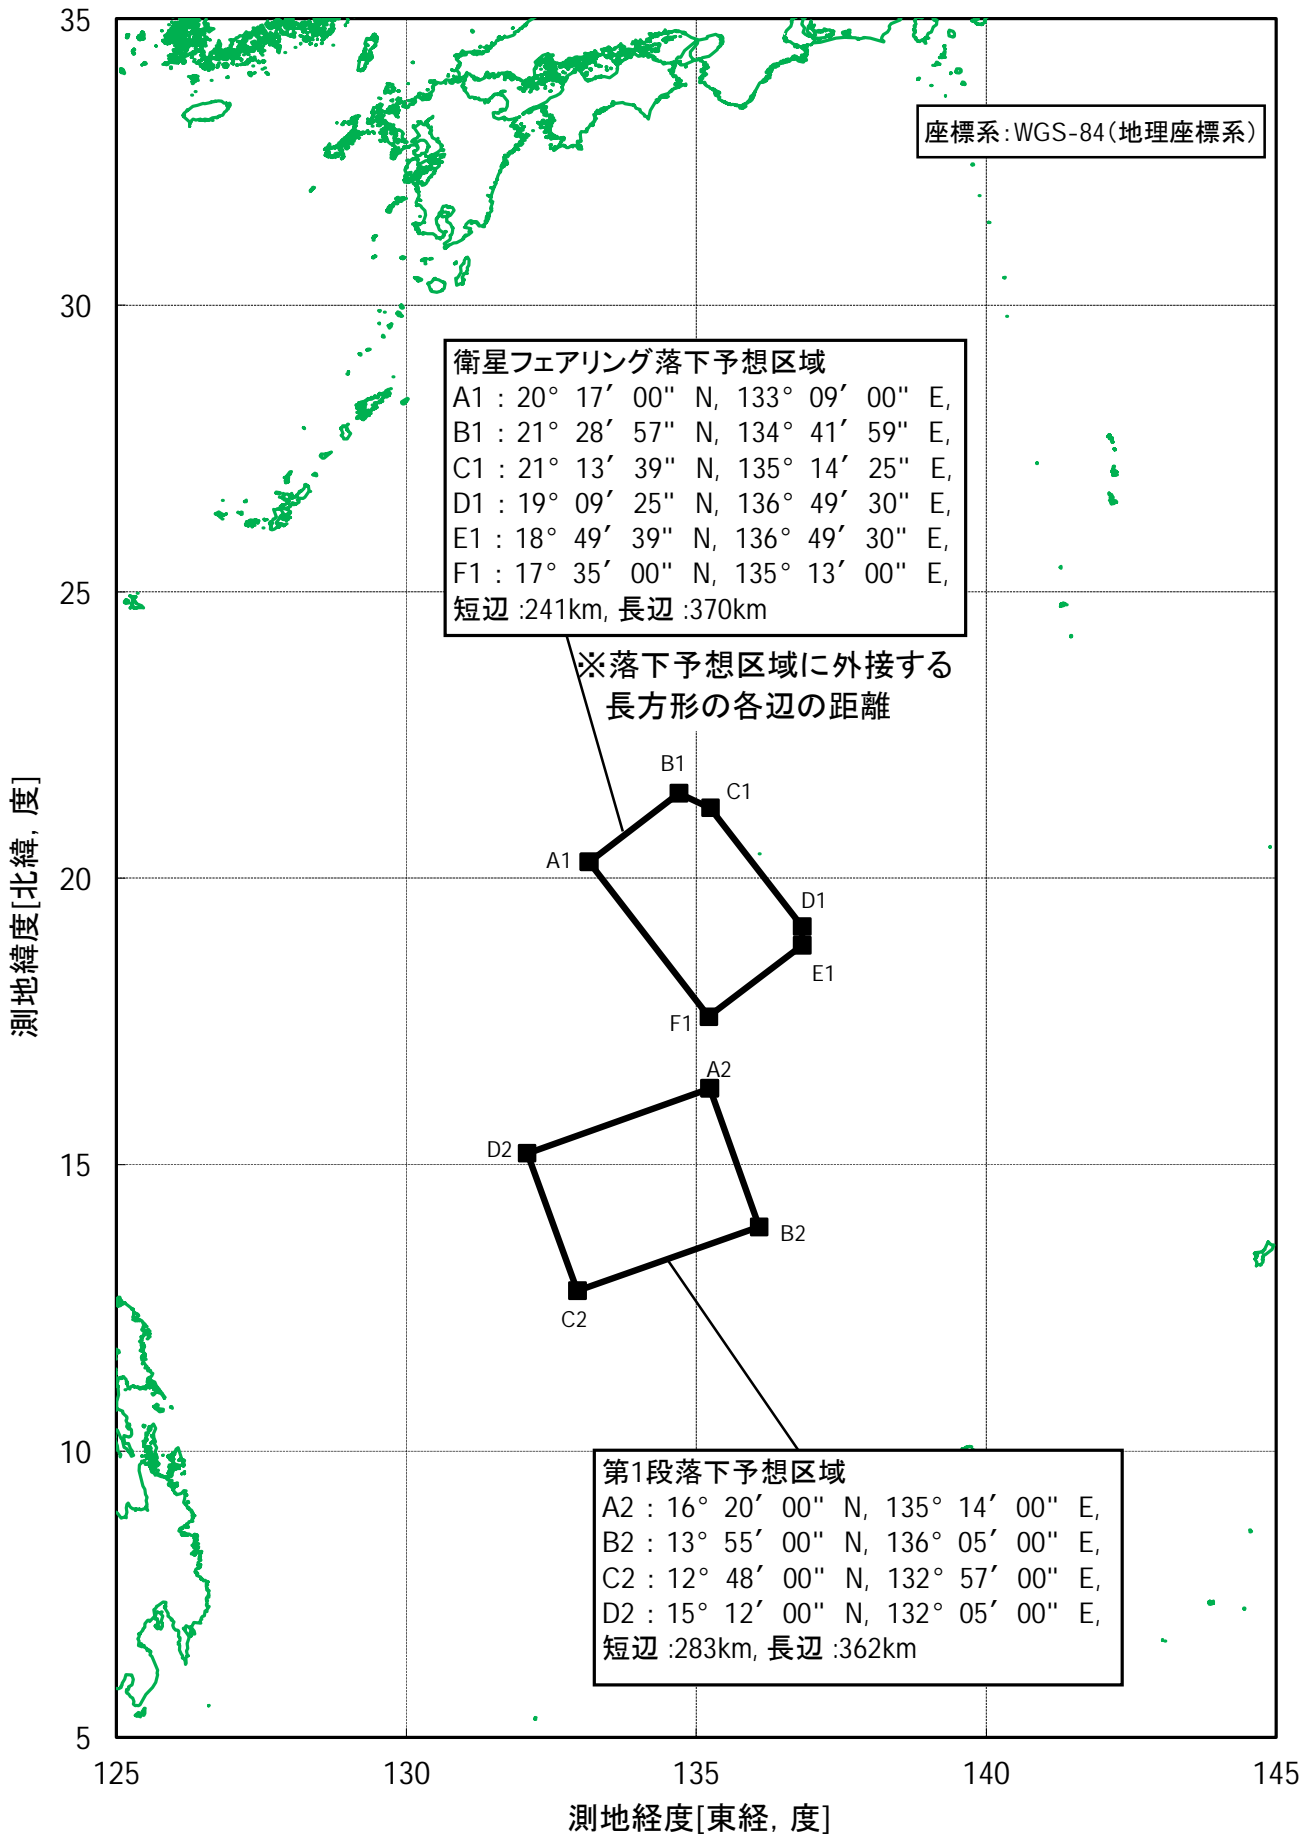 35
座標系:WGS-84(地理座標系)
30
衛星フェアリング落下予想区域
A1 : 20° 17′ 00" N, 133° 09′ 00" E,
B1 : 21° 28′ 57" N, 134° 41′ 59" E,
C1 : 21° 13′ 39" N, 135° 14′ 25" E,
D1 : 19° 09′ 25" N, 136° 49′ 30" E,
E1 : 18° 49′ 39" N, 136° 49′ 30" E,
F1 : 17° 35′ 00" N, 135° 13′ 00" E,
短辺 :241km, 長辺 :370km
25
※落下予想区域に外接する
長方形の各辺の距離
B1
C1
A1
20
D1
E1
F1
測地緯度[北緯, 度]
A2
D2
15
B2
C2
10
第1段落下予想区域
A2 : 16° 20′ 00" N, 135° 14′ 00" E,
B2 : 13° 55′ 00" N, 136° 05′ 00" E,
C2 : 12° 48′ 00" N, 132° 57′ 00" E,
D2 : 15° 12′ 00" N, 132° 05′ 00" E,
短辺 :283km, 長辺 :362km
5
125 130 135 140 145
測地経度[東経, 度]